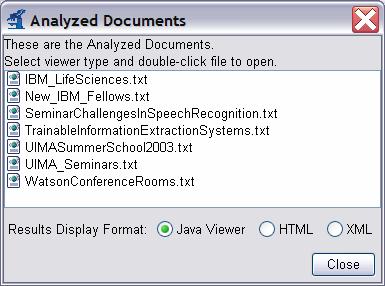 Analyzed Documents
These are the Analyzed Documents.
Select viewer type and double-click file to open.
IBM_LifeSciences.txt
New_IBM_Fellows.txt
SeminarChallengesInSpeechRecognition.txt
TrainableInformationExtractionSystems.txt
UIMASummerSchool2003.txt
UIMA_Seminars.txt
WatsonConferenceRooms.txt
Results Display Format: Java Viewer HTML XML
Close